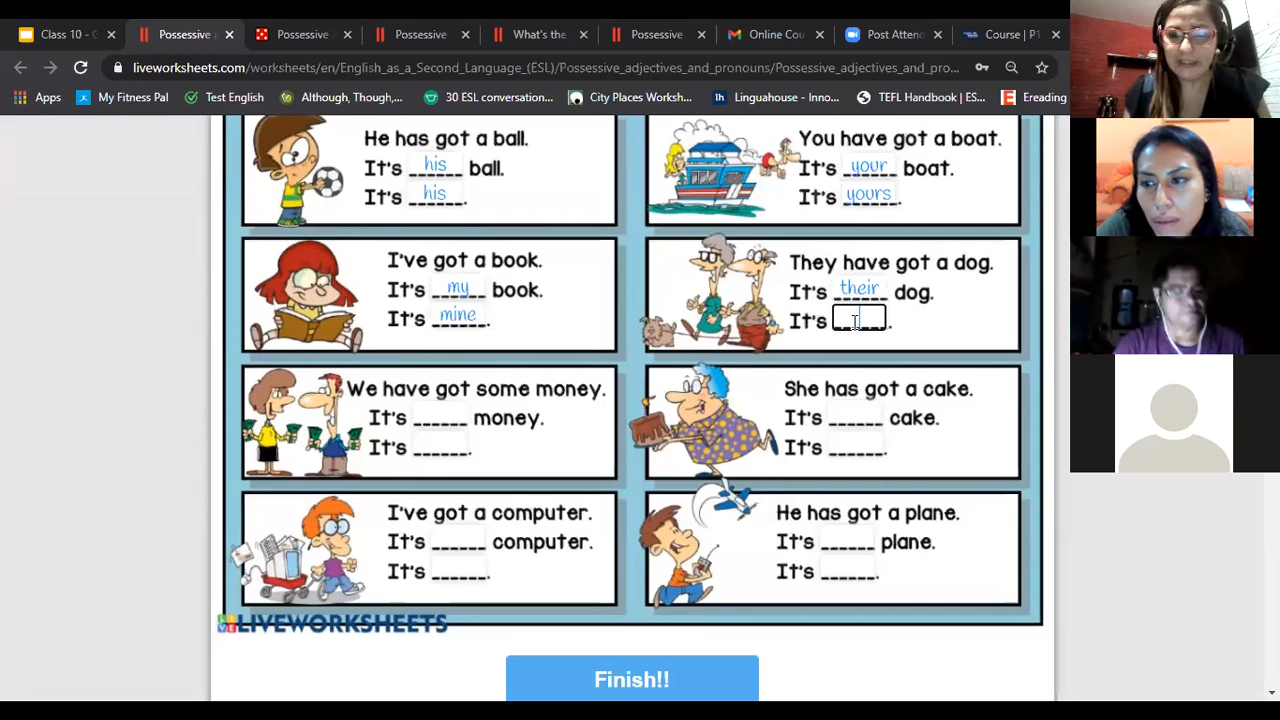 Class 10 - C
Possessive a
Possessive
Possessive
What's the
Possessive
Online Cou
Post Attend
Course | P1
liveworksheets.com/worksheets/en/English_as_a_Second_Language_(ESL)/Possessive_adjectives_and_pronouns/Possessive_adjectives_and_pro...
Apps
My Fitness Pal
Test English
Although, Though,...
30 ESL conversation...
City Places Worksh...
lh Linguahouse - Inno...
TEFL Handbook | ES...
E Ereading
He has got a ball.
It's his ball.
It's his.
You have got a boat.
It's your boat.
It's yours.
I've got a book.
It's my book.
It's mine.
They have got a dog.
It's their dog.
It's ______.
We have got some money.
It's ______ money.
It's ______.
She has got a cake.
It's ______ cake.
It's ______.
I've got a computer.
It's ______ computer.
It's ______.
He has got a plane.
It's ______ plane.
It's ______.
LIVE LIVEWORKSHEETS
Finish!!